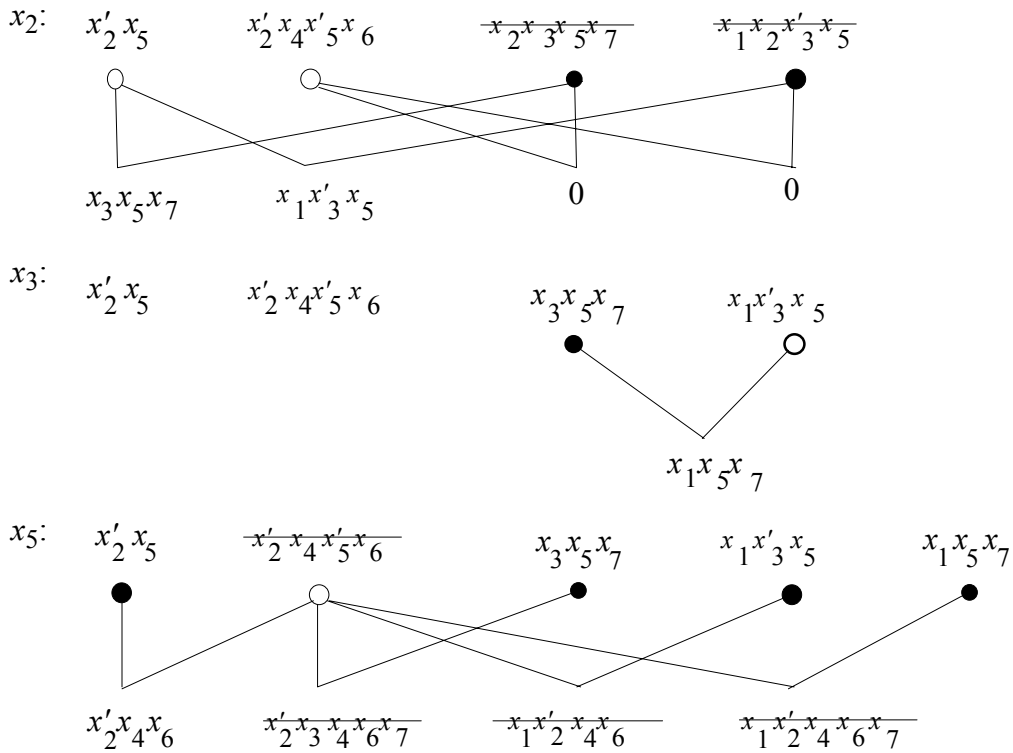 x₂: x′₂x₅ x′₂x₄x′₅x₆ x₂x₃x₅x₇ x₁x₂x′₃x₅
x₃x₅x₇ x₁x′₃x₅ 0 0
x₃: x′₂x₅ x′₂x₄x′₅x₆ x₃x₅x₇ x₁x′₃x₅
x₁x₅x₇
x₅: x′₂x₅ x′₂x₄x′₅x₆ x₃x₅x₇ x₁x′₃x₅ x₁x₅x₇
x′₂x₄x₆ x′₂x₃x₄x₆x₇ x₁x′₂x₄x₆ x₁x′₂x₄x₆x₇